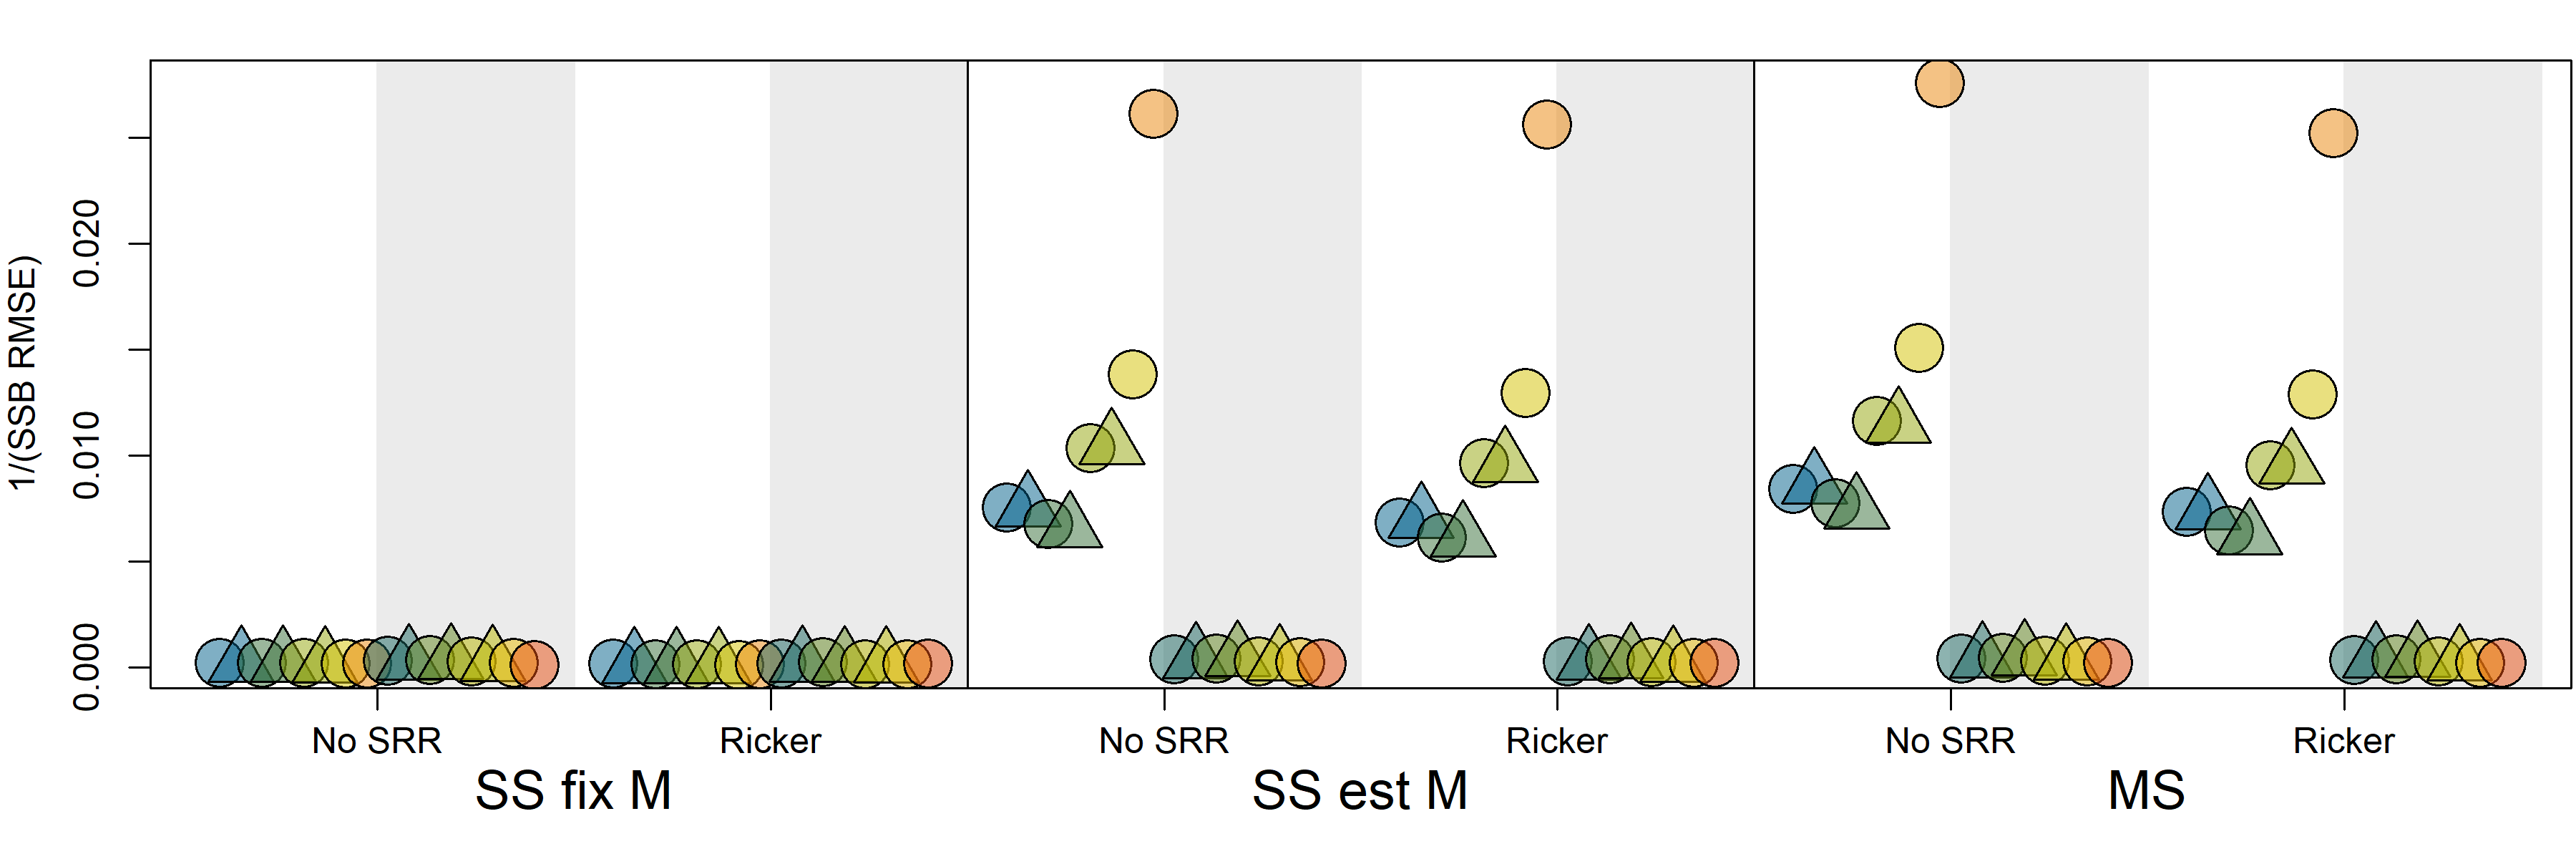 1/(SSB RMSE)
0.020
0.010
0.000
No SRR Ricker No SRR Ricker No SRR Ricker
SS fix M SS est M MS